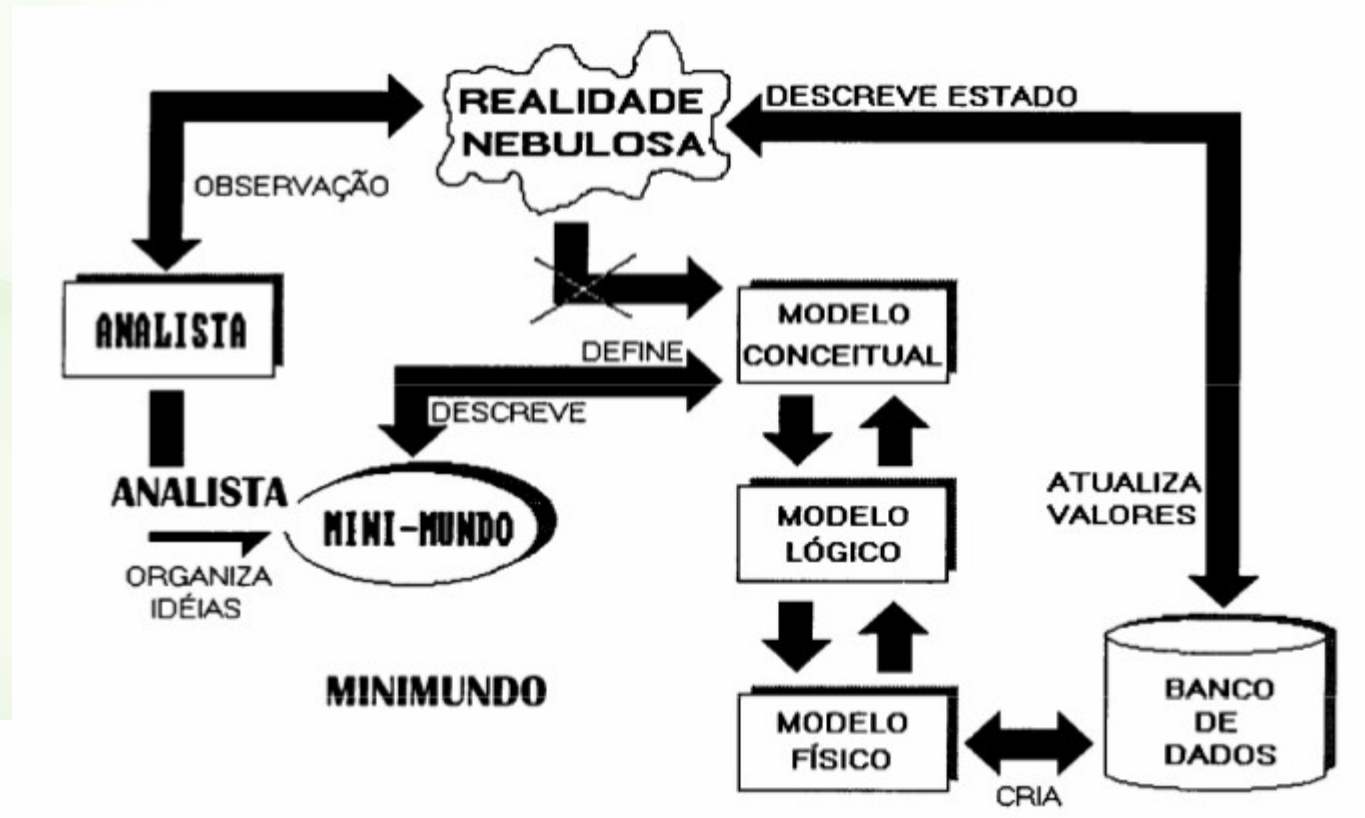 REALIDADE
NEBULOSA
DESCREVE ESTADO
OBSERVAÇÃO
ANALISTA
MODELO
CONCEITUAL
DEFINE
DESCREVE
ANALISTA
MINI-MUNDO
ORGANIZA
IDÉIAS
MODELO
LÓGICO
ATUALIZA
VALORES
MINIMUNDO
MODELO
FÍSICO
BANCO
DE
DADOS
CRIA